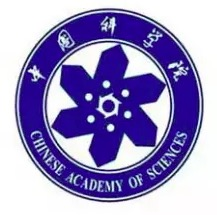 中国科学院
CHINESE ACADEMY OF SCIENCES